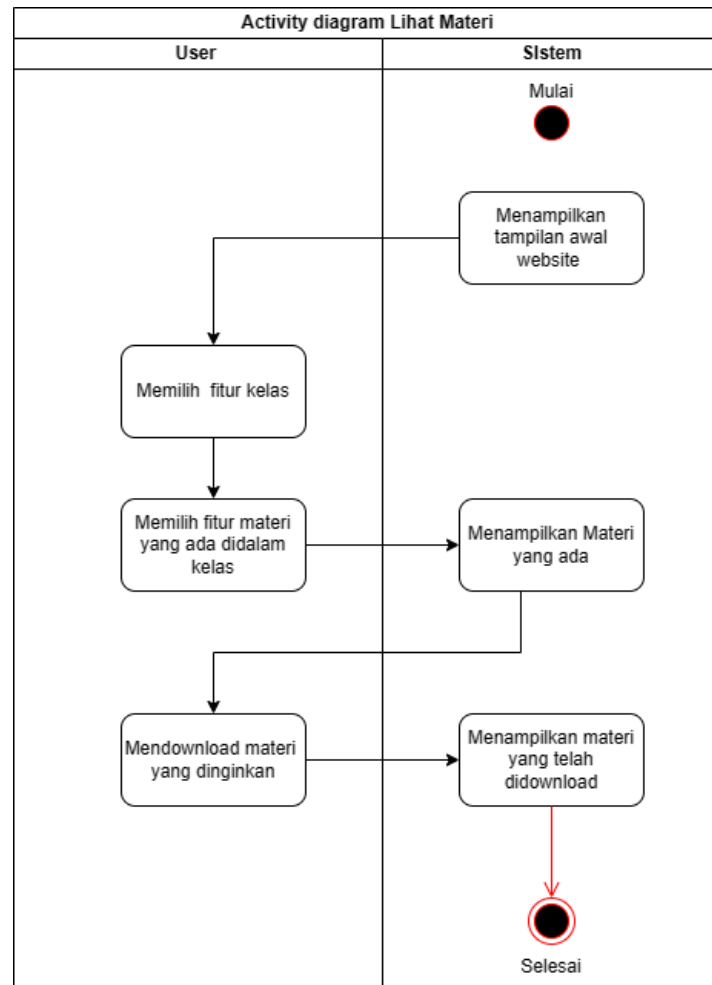 Activity diagram Lihat Materi
User
SIstem
Mulai
Menampilkan
tampilan awal
website
Memilih fitur kelas
Memilih fitur materi
yang ada didalam
kelas
Menampilkan Materi
yang ada
Mendownload materi
yang dinginkan
Menampilkan materi
yang telah
didownload
Selesai